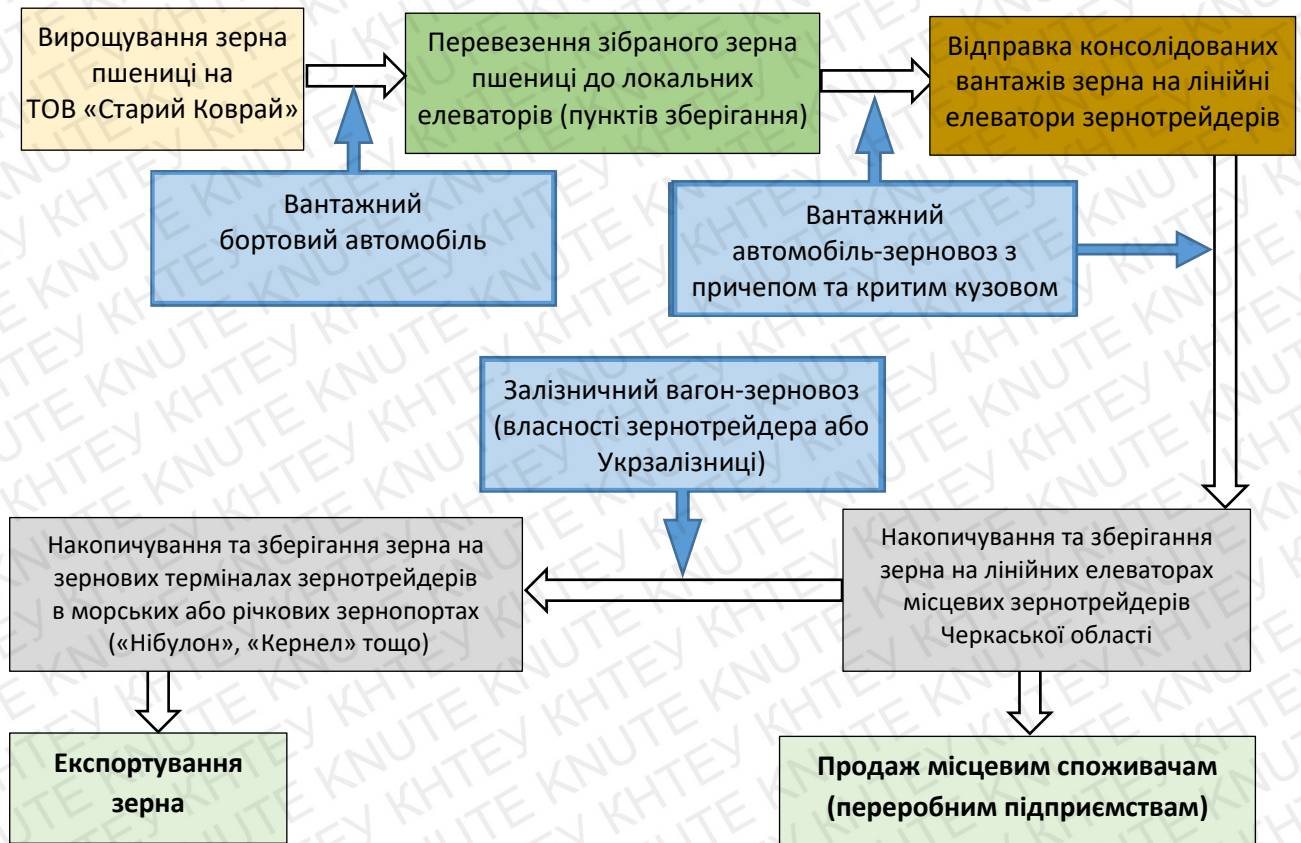 Вирощування зерна
пшениці на
ТОВ «Старий Коврай»
Перевезення зібраного зерна
пшениці до локальних
елеваторів (пунктів зберігання)
Відправка консолідованих
вантажів зерна на лінійні
елеватори зернотрейдерів
Вантажний
бортовий автомобіль
Вантажний
автомобіль-зерновоз з
причепом та критим кузовом
Залізничний вагон-зерновоз
(власності зернотрейдера або
Укрзалізниці)
Накопичування та зберігання зерна на
зернових терміналах зернотрейдерів
в морських або річкових зернопортах
(«Нібулон», «Кернел» тощо)
Накопичування та зберігання
зерна на лінійних елеваторах
місцевих зернотрейдерів
Черкаської області
Експортування
зерна
Продаж місцевим споживачам
(переробним підприємствам)